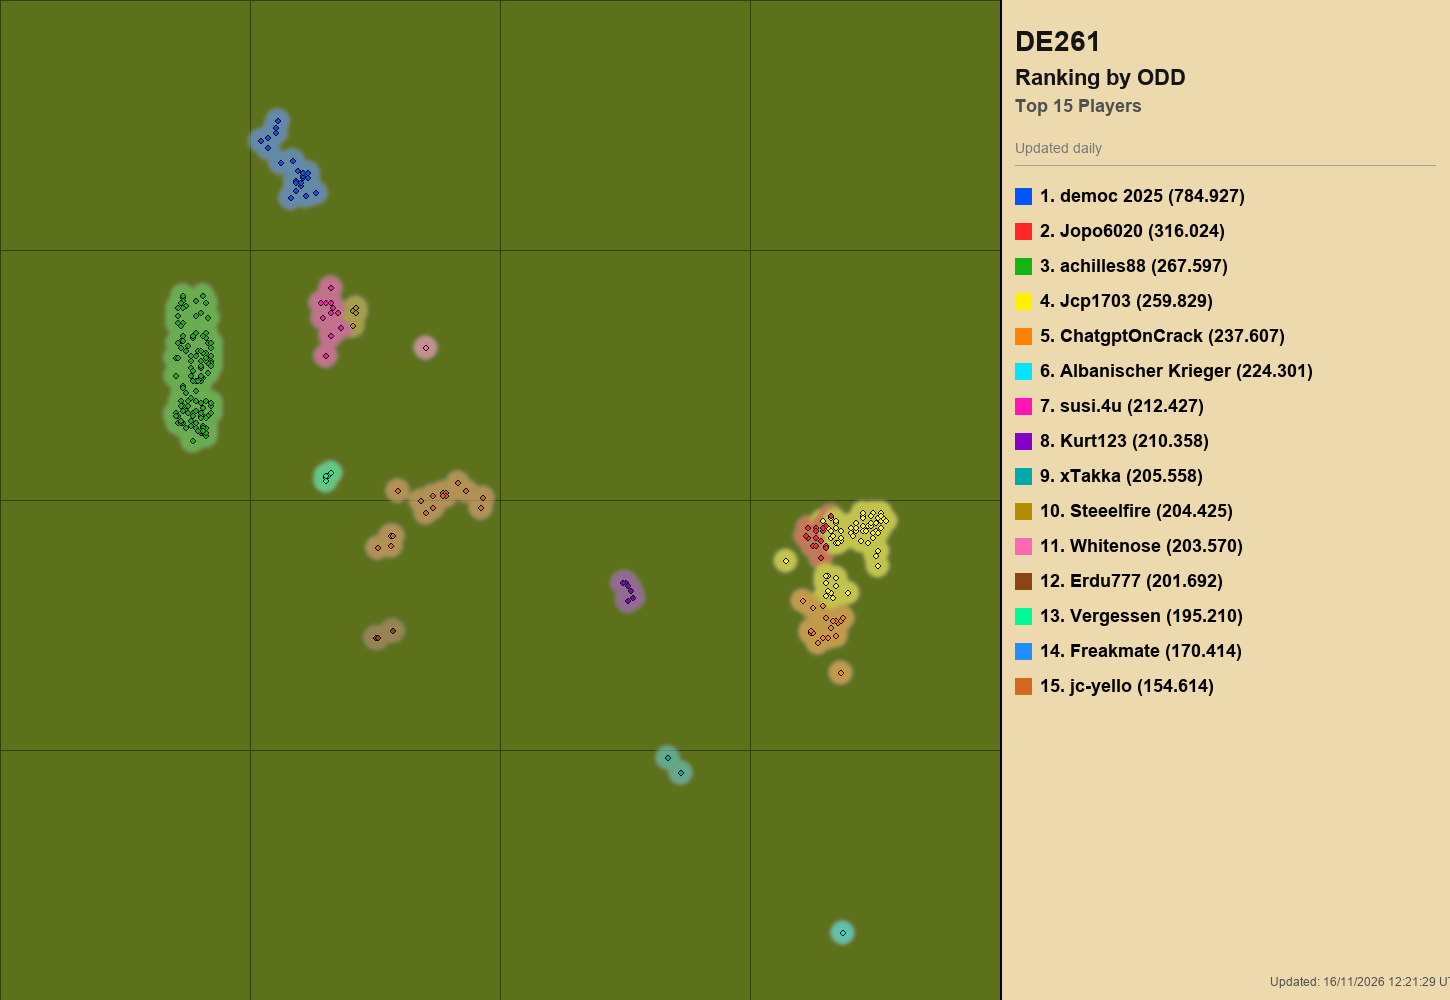 DE261
Ranking by ODD
Top 15 Players
Updated daily
1. democ 2025 (784.927)
2. Jopo6020 (316.024)
3. achilles88 (267.597)
4. Jcp1703 (259.829)
5. ChatgptOnCrack (237.607)
6. Albanischer Krieger (224.301)
7. susi.4u (212.427)
8. Kurt123 (210.358)
9. xTakka (205.558)
10. Steeelfire (204.425)
11. Whitenose (203.570)
12. Erdu777 (201.692)
13. Vergessen (195.210)
14. Freakmate (170.414)
15. jc-yello (154.614)
Updated: 16/11/2026 12:21:29 U